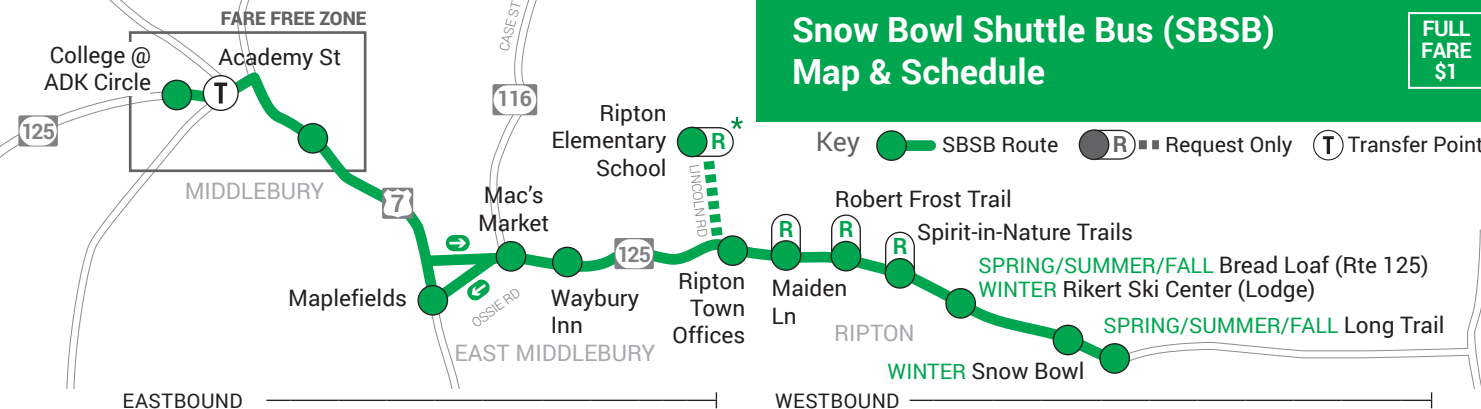 FARE FREE ZONE
College @
ADK Circle
Academy St
T
125
MIDDLEBURY
7
CASE ST
116
Mac's
Market
Maplefields
OSSIE RD
EAST MIDDLEBURY
Waybury
Inn
125
Ripton
Elementary
School
R
*
LINCOLN RD
Ripton
Town
Offices
Snow Bowl Shuttle Bus (SBSB)
Map & Schedule
FULL
FARE
$1
Key
SBSB Route
R
Request Only
T
Transfer Point
R
Maiden
Ln
R
Robert Frost Trail
R
Spirit-in-Nature Trails
SPRING/SUMMER/FALL Bread Loaf (Rte 125)
WINTER Rikert Ski Center (Lodge)
RIPTON
SPRING/SUMMER/FALL Long Trail
WINTER Snow Bowl
EASTBOUND
WESTBOUND